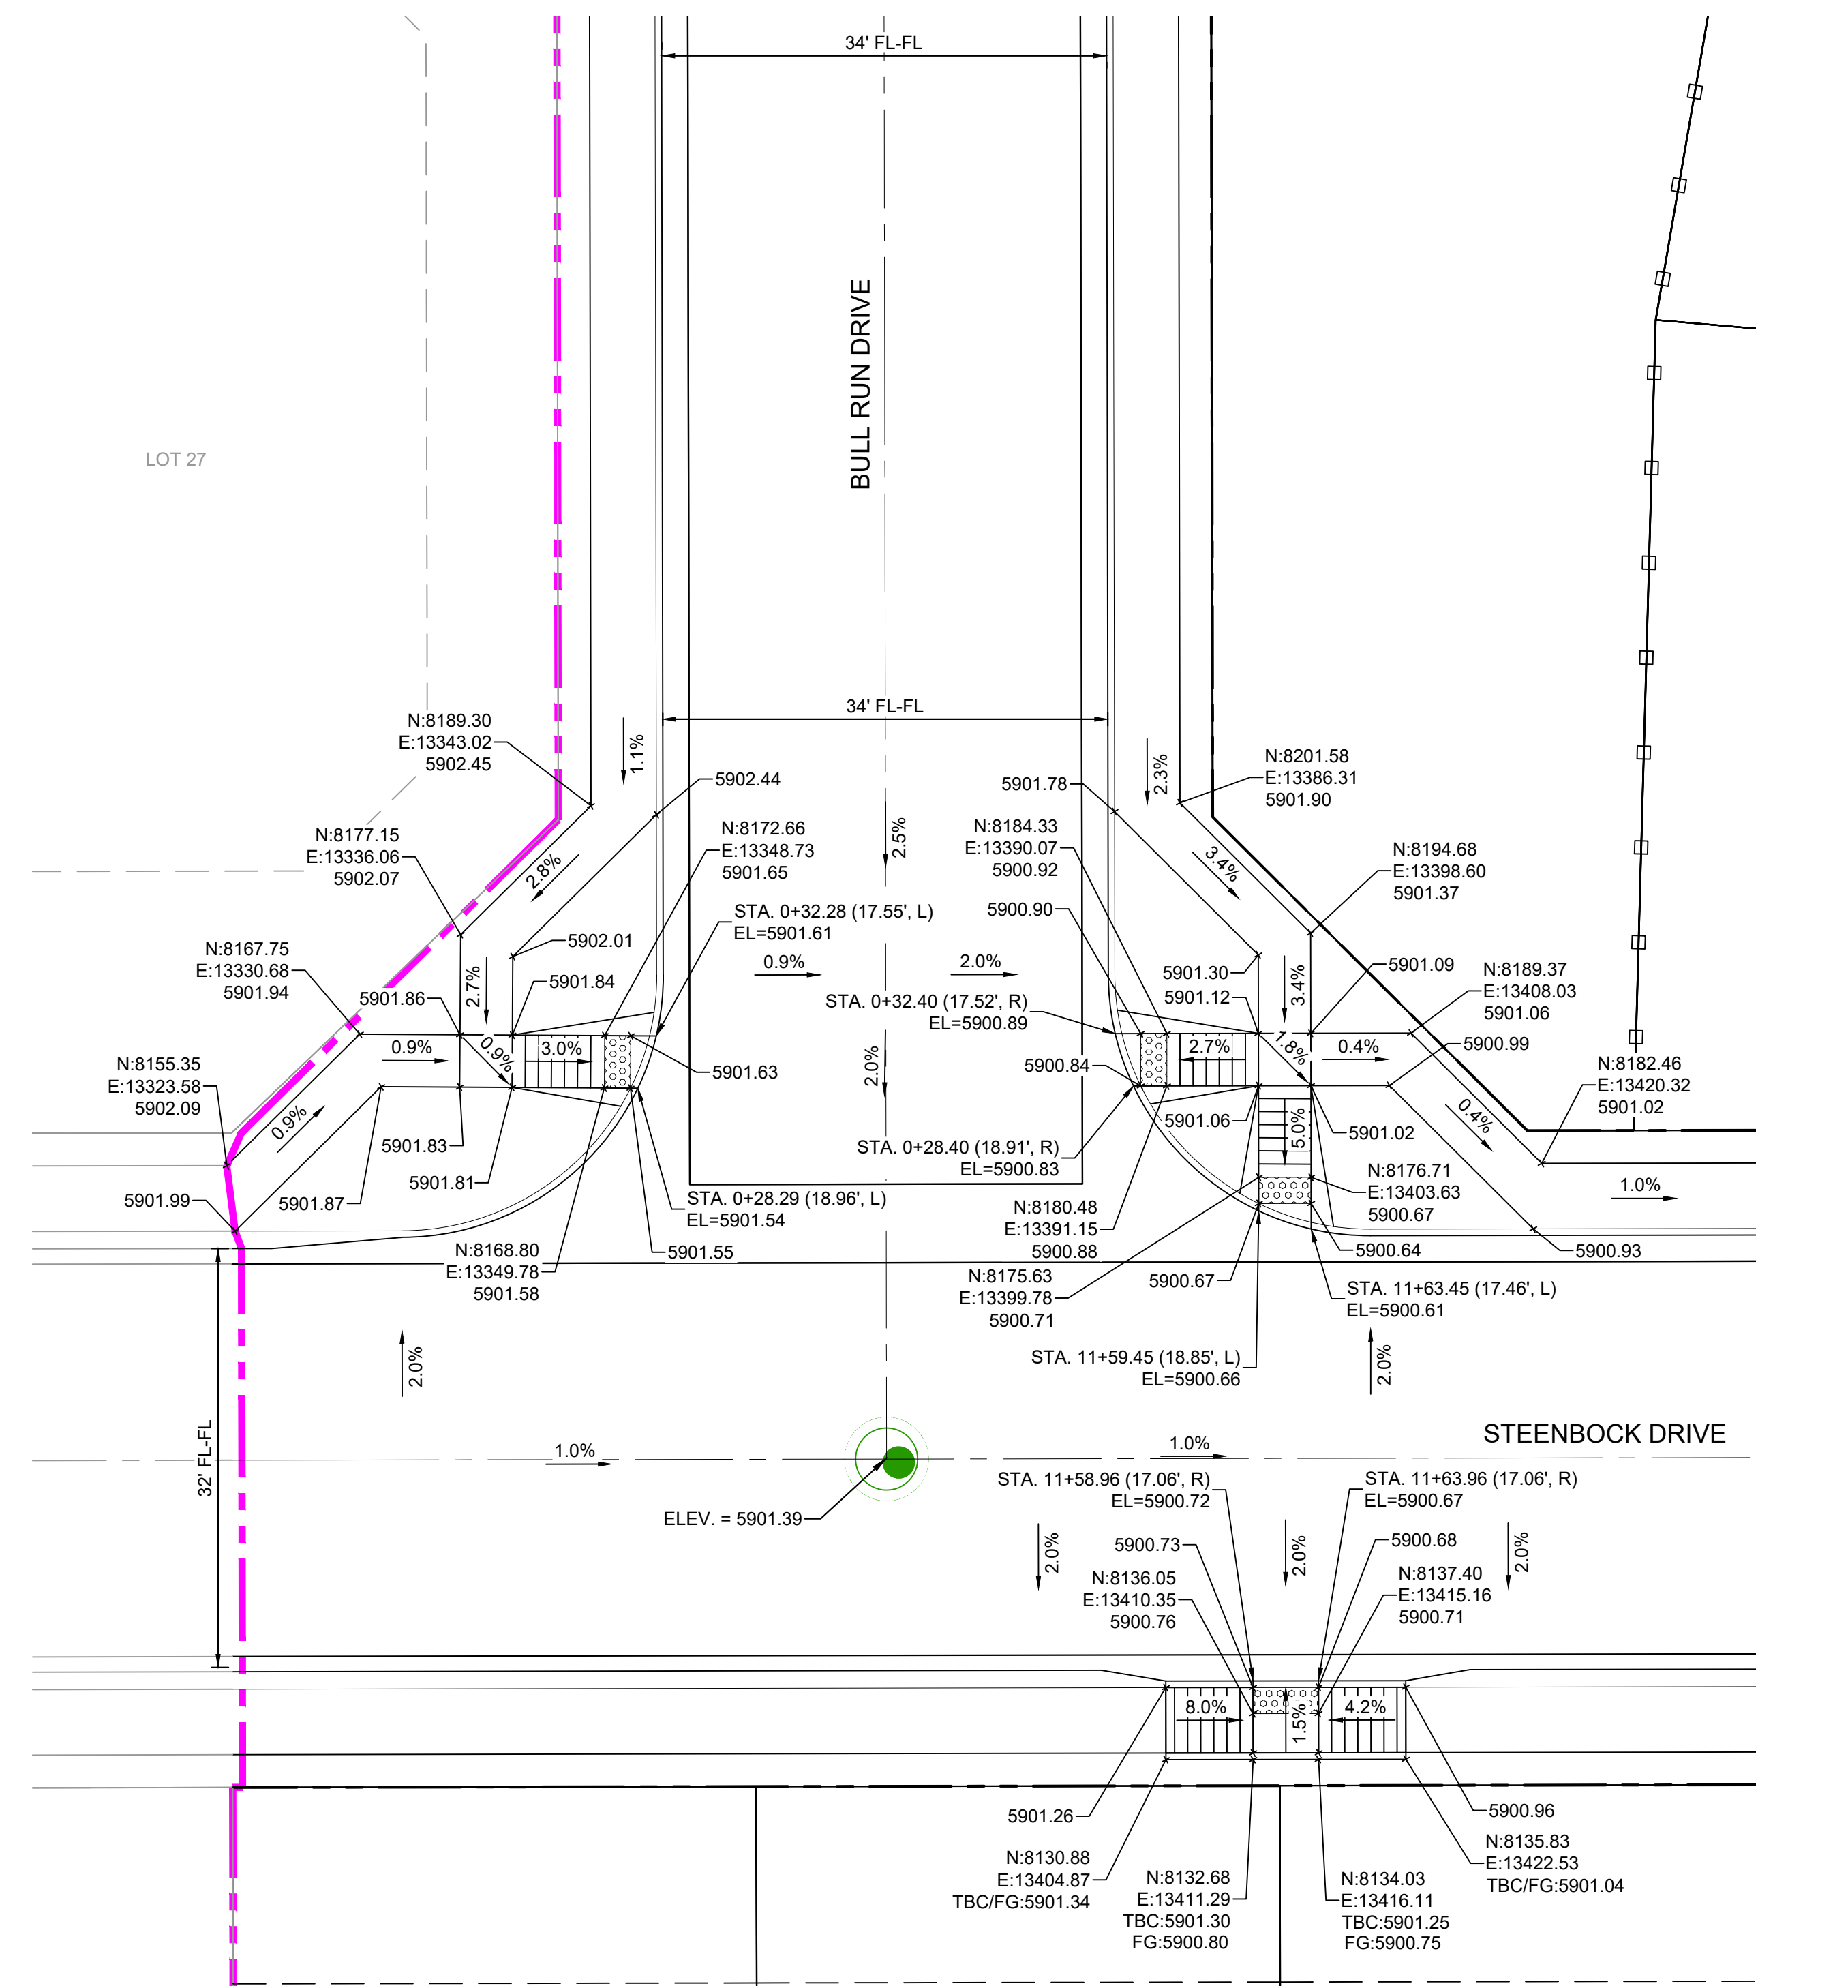 34' FL-FL
BULL RUN DRIVE
LOT 27
34' FL-FL
N:8189.30
E:13343.02
5902.45
1.1%
5902.44
5901.78
2.3%
N:8201.58
E:13386.31
5901.90
N:8177.15
E:13336.06
5902.07
2.8%
N:8172.66
E:13348.73
5901.65
2.5%
N:8184.33
E:13390.07
5900.92
3.4%
N:8194.68
E:13398.60
5901.37
STA. 0+32.28 (17.55', L)
EL=5901.61
5900.90
N:8167.75
E:13330.68
5901.94
5902.01
0.9%
2.0%
5901.30
5901.09
N:8189.37
E:13408.03
5901.06
5901.86
2.7%
5901.84
STA. 0+32.40 (17.52', R)
EL=5900.89
5901.12
3.4%
0.9%
0.9%
3.0%
5901.63
2.0%
5900.84
2.7%
1.8%
0.4%
5900.99
N:8155.35
E:13323.58
5902.09
N:8182.46
E:13420.32
5901.02
0.9%
5901.83
5901.81
5901.06
5.0%
5901.02
0.4%
STA. 0+28.40 (18.91', R)
EL=5900.83
5901.99
5901.87
STA. 0+28.29 (18.96', L)
EL=5901.54
N:8176.71
E:13403.63
5900.67
1.0%
N:8180.48
E:13391.15
5900.88
N:8168.80
E:13349.78
5901.58
5901.55
5900.64
5900.93
N:8175.63
E:13399.78
5900.71
5900.67
STA. 11+63.45 (17.46', L)
EL=5900.61
2.0%
STA. 11+59.45 (18.85', L)
EL=5900.66
2.0%
32' FL-FL
1.0%
1.0%
STEENBOCK DRIVE
ELEV. = 5901.39
STA. 11+58.96 (17.06', R)
EL=5900.72
STA. 11+63.96 (17.06', R)
EL=5900.67
2.0%
5900.73
2.0%
5900.68
2.0%
N:8136.05
E:13410.35
5900.76
N:8137.40
E:13415.16
5900.71
8.0%
1.5%
4.2%
5901.26
5900.96
N:8130.88
E:13404.87
TBC/FG:5901.34
N:8132.68
E:13411.29
TBC:5901.30
FG:5900.80
N:8134.03
E:13416.11
TBC:5901.25
FG:5900.75
N:8135.83
E:13422.53
TBC/FG:5901.04